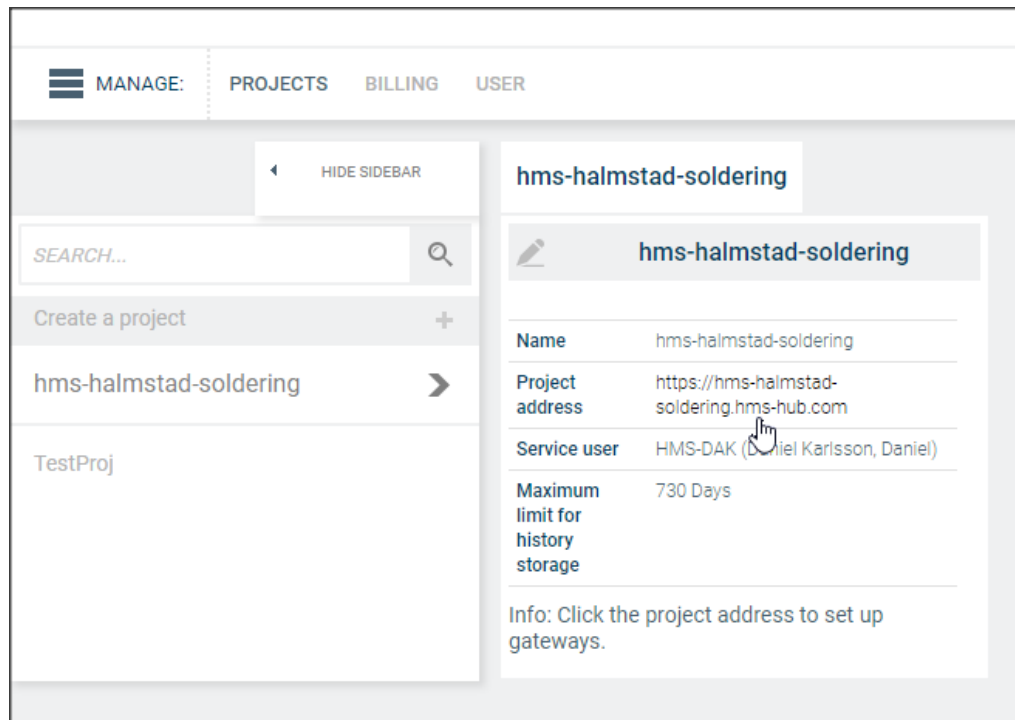 MANAGE: PROJECTS BILLING USER
HIDE SIDEBAR
SEARCH...
Create a project +
hms-halmstad-soldering
TestProj
hms-halmstad-soldering
hms-halmstad-soldering
Name hms-halmstad-soldering
Project address https://hms-halmstad-
soldering.hms-hub.com
Service user HMS-DAK (Daniel Karlsson, Daniel)
Maximum 730 Days
limit for
history
storage
Info: Click the project address to set up
gateways.